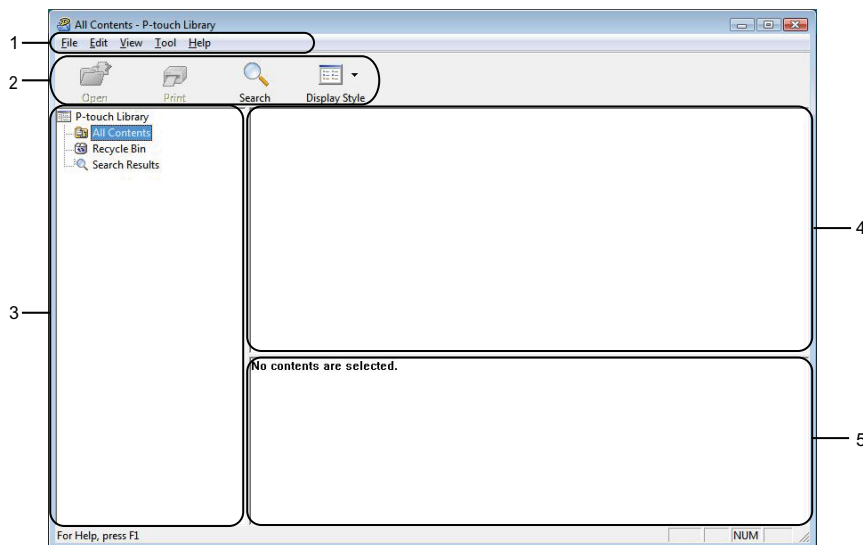 All Contents - P-touch Library
1
File Edit View Tool Help
2
Open Print Search Display Style
P-touch Library
All Contents
Recycle Bin
Search Results
3
4
No contents are selected.
5
For Help, press F1 NUM